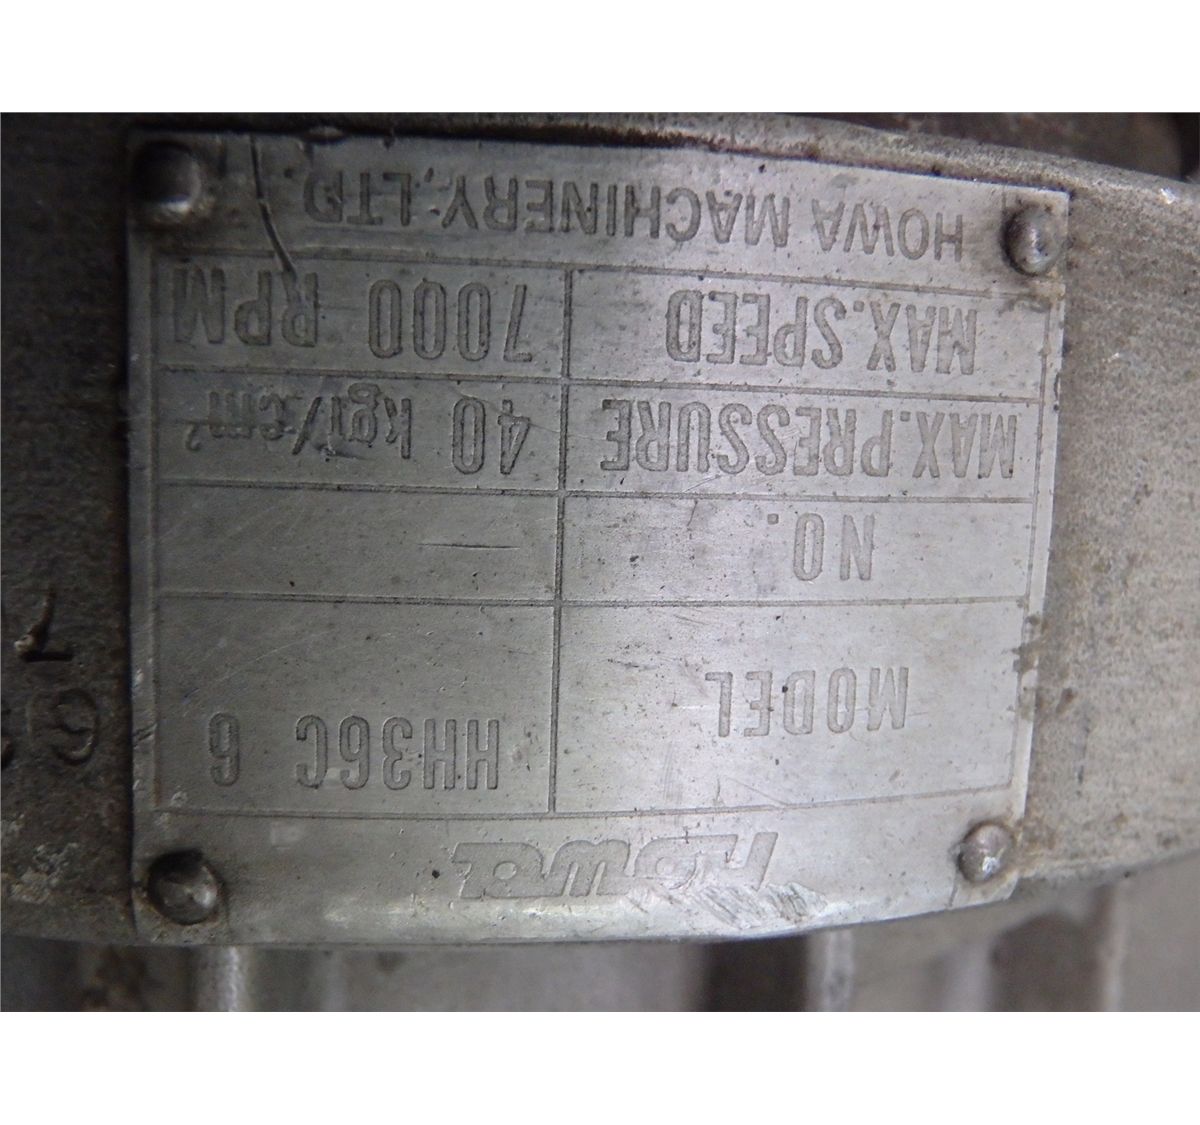 Howa
MODEL HH36C 6
NO. —
MAX.PRESSURE 40 kgf/cm²
MAX.SPEED 7000 RPM
HOWA MACHINERY, LTD.